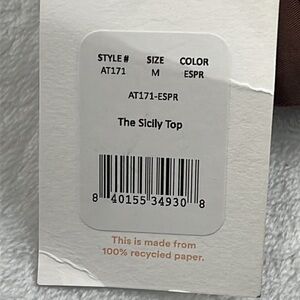 STYLE # SIZE COLOR
AT171 M ESPR
AT171-ESPR
The Sicily Top
8 40155 34930 8
This is made from
100% recycled paper.